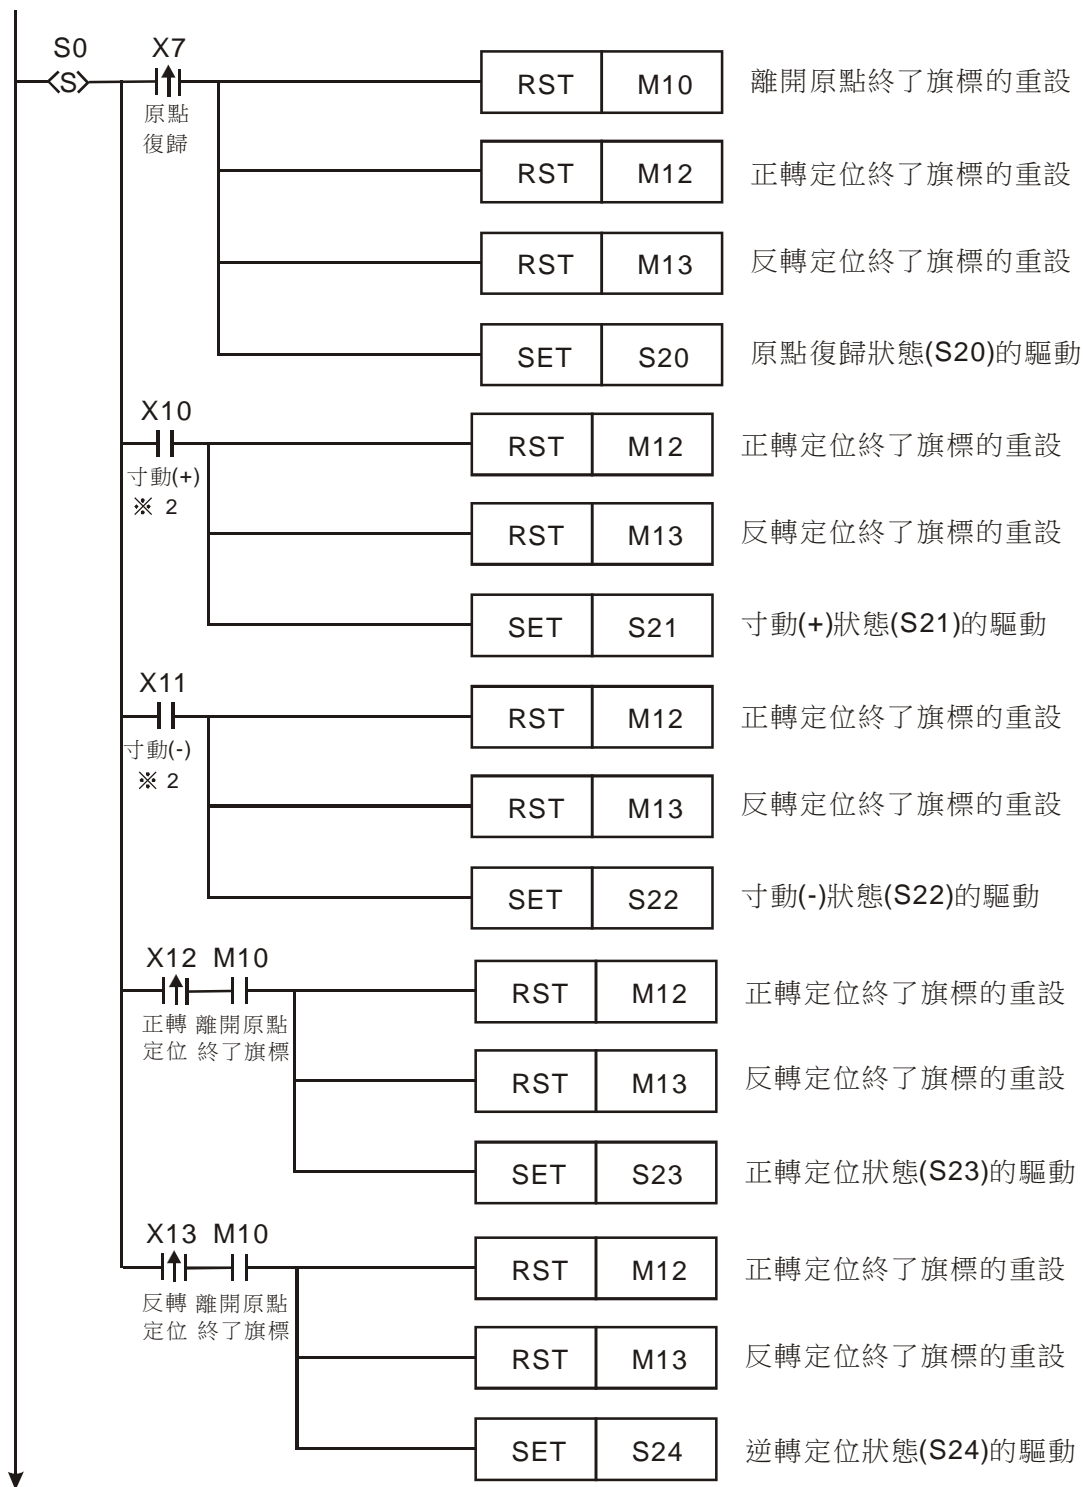 S0 X7
S
RST M10 離開原點終了旗標的重設
原點
復歸
RST M12 正轉定位終了旗標的重設
RST M13 反轉定位終了旗標的重設
SET S20 原點復歸狀態(S20)的驅動
X10
RST M12 正轉定位終了旗標的重設
寸動(+)
※ 2
RST M13 反轉定位終了旗標的重設
SET S21 寸動(+)狀態(S21)的驅動
X11
RST M12 正轉定位終了旗標的重設
寸動(-)
※ 2
RST M13 反轉定位終了旗標的重設
SET S22 寸動(-)狀態(S22)的驅動
X12 M10
RST M12 正轉定位終了旗標的重設
正轉 離開原點
定位 終了旗標
RST M13 反轉定位終了旗標的重設
SET S23 正轉定位狀態(S23)的驅動
X13 M10
RST M12 正轉定位終了旗標的重設
反轉 離開原點
定位 終了旗標
RST M13 反轉定位終了旗標的重設
SET S24 逆轉定位狀態(S24)的驅動